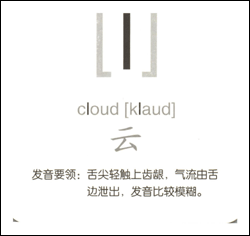 [l]
cloud [klaud]
云
发音要领：舌尖轻触上齿龈，气流由舌
边泄出，发音比较模糊。